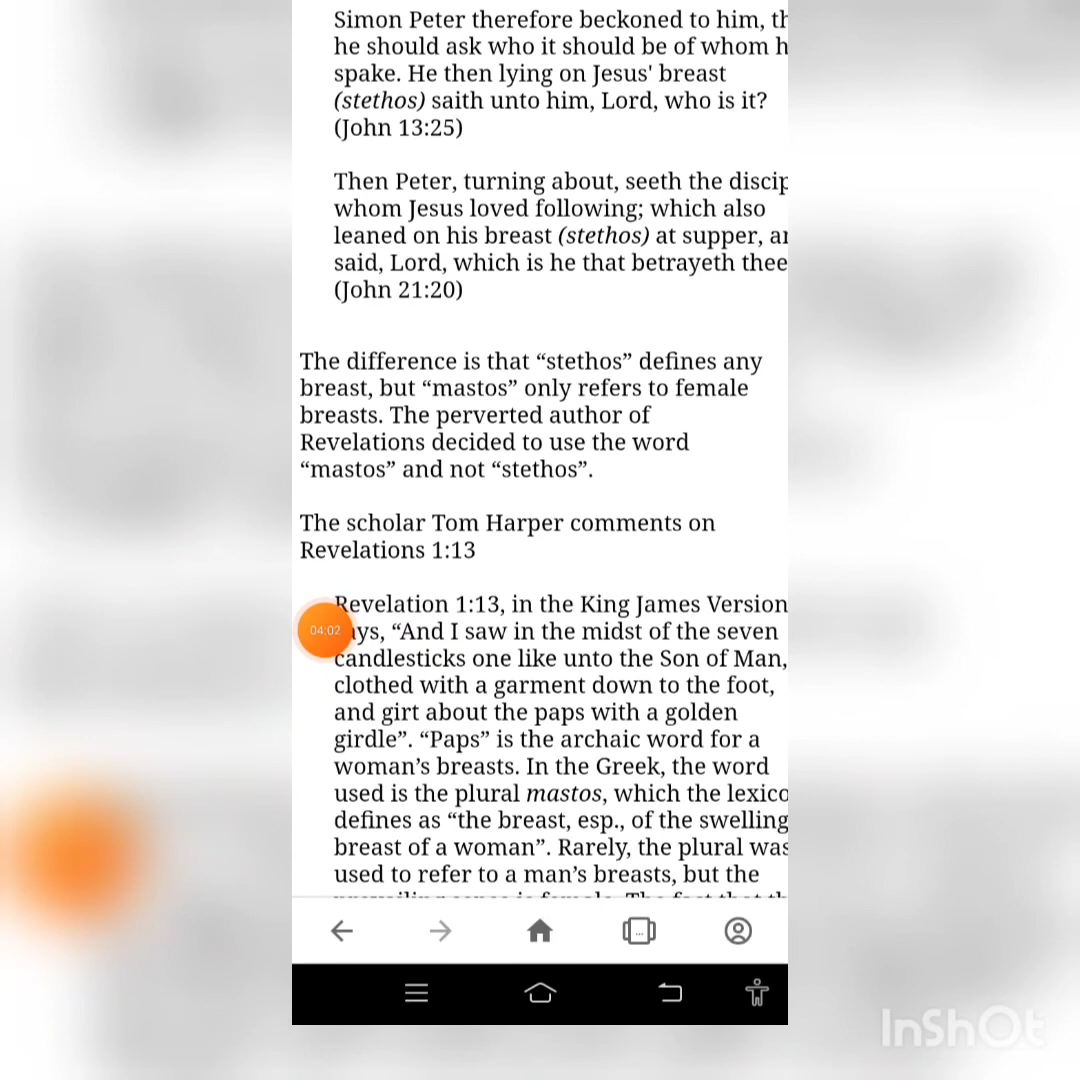 Simon Peter therefore beckoned to him, th
he should ask who it should be of whom h
spake. He then lying on Jesus' breast
(stethos) saith unto him, Lord, who is it?
(John 13:25)
Then Peter, turning about, seeth the discip
whom Jesus loved following; which also
leaned on his breast (stethos) at supper, an
said, Lord, which is he that betrayeth thee
(John 21:20)
The difference is that “stethos” defines any
breast, but “mastos” only refers to female
breasts. The perverted author of
Revelations decided to use the word
“mastos” and not “stethos”.
The scholar Tom Harper comments on
Revelations 1:13
Revelation 1:13, in the King James Version
ys, “And I saw in the midst of the seven
candlesticks one like unto the Son of Man,
clothed with a garment down to the foot,
and girt about the paps with a golden
girdle”. “Paps” is the archaic word for a
woman’s breasts. In the Greek, the word
used is the plural mastos, which the lexico
defines as “the breast, esp., of the swelling
breast of a woman”. Rarely, the plural was
used to refer to a man’s breasts, but the
04:02
InShOt